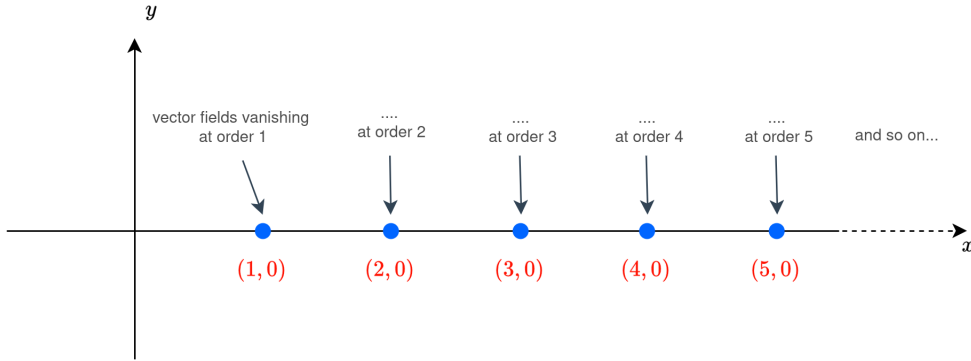 y
vector fields vanishing
at order 1
....
at order 2
....
at order 3
....
at order 4
....
at order 5
and so on...
x
(1, 0)
(2, 0)
(3, 0)
(4, 0)
(5, 0)